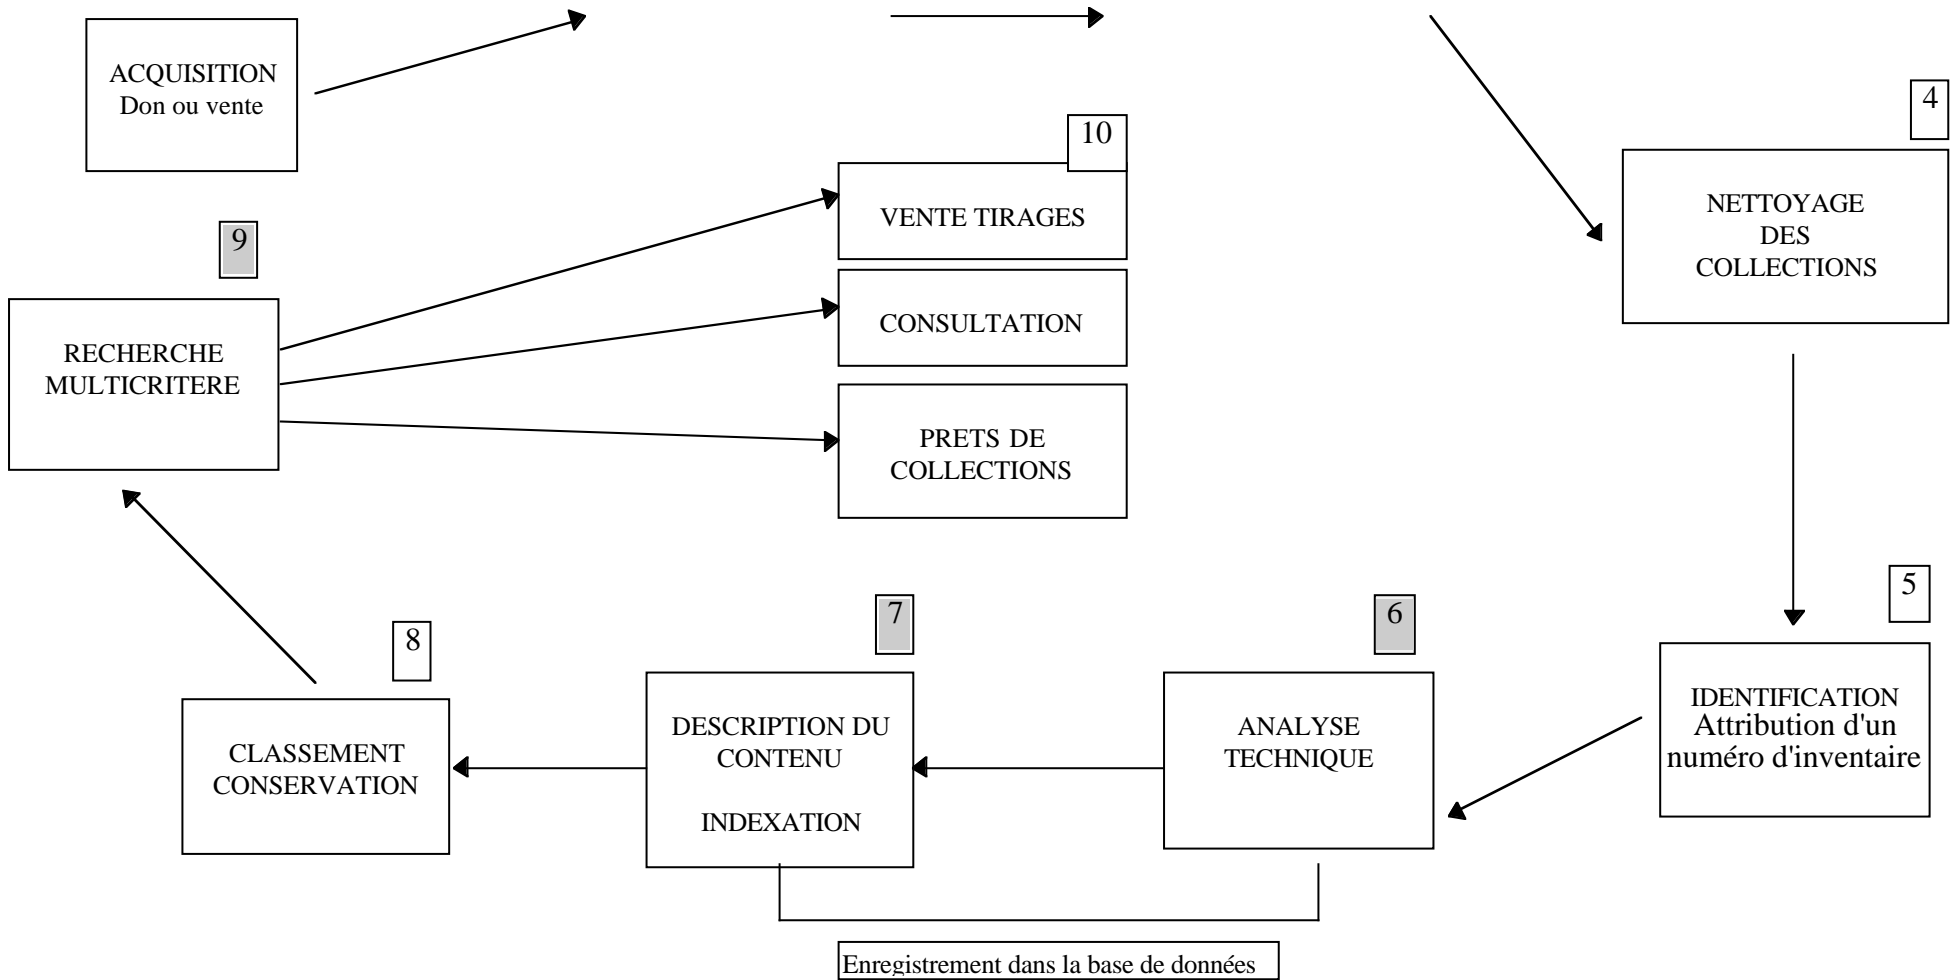 ACQUISITION
Don ou vente
4
NETTOYAGE
DES
COLLECTIONS
10
VENTE TIRAGES
CONSULTATION
PRETS DE
COLLECTIONS
9
RECHERCHE
MULTICRITERE
5
IDENTIFICATION
Attribution d'un
numéro d'inventaire
6
ANALYSE
TECHNIQUE
7
DESCRIPTION DU
CONTENU
INDEXATION
8
CLASSEMENT
CONSERVATION
Enregistrement dans la base de données